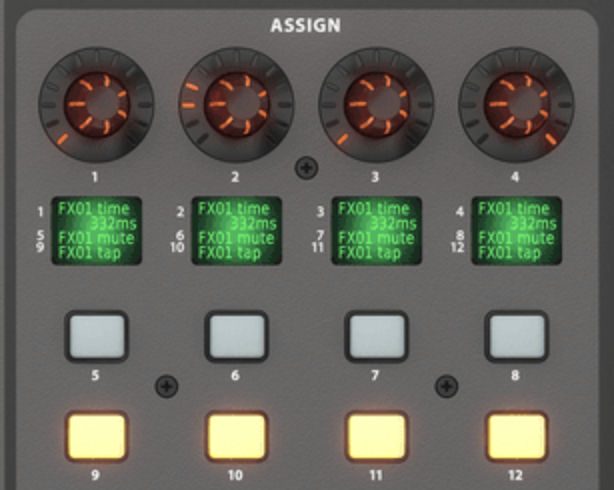 ASSIGN
1 2 3 4
1 FX01 time
332ms
5 FX01 mute
9 FX01 tap
2 FX01 time
332ms
6 FX01 mute
10 FX01 tap
3 FX01 time
332ms
7 FX01 mute
11 FX01 tap
4 FX01 time
332ms
8 FX01 mute
12 FX01 tap
5 6 7 8
9 10 11 12